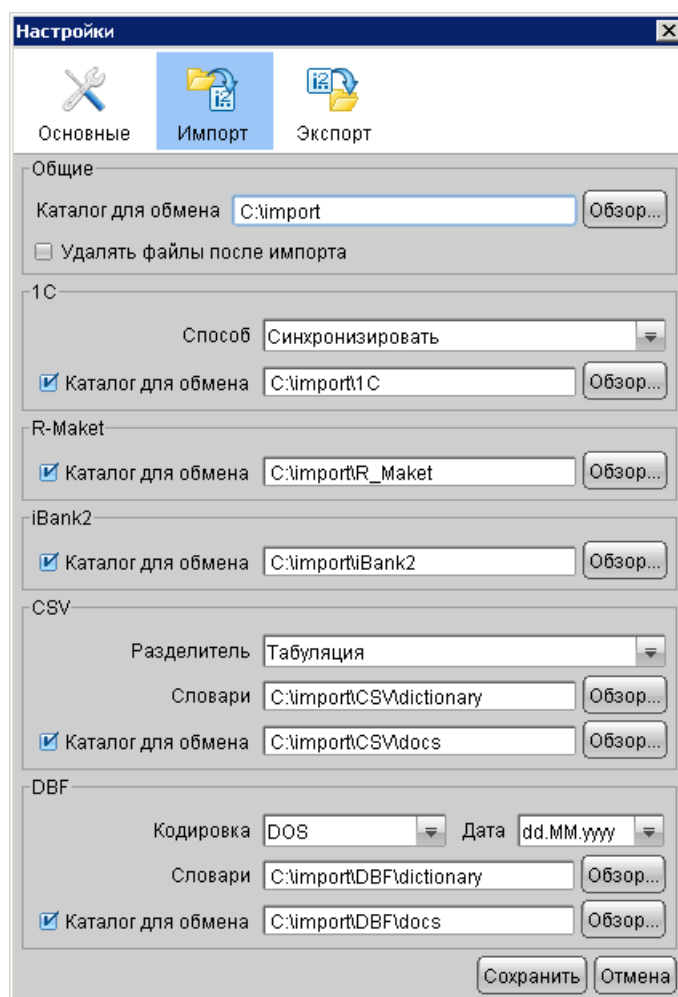 Настройки
Основные Импорт Экспорт
Общие
Каталог для обмена C:\import Обзор...
Удалять файлы после импорта
1C
Способ Синхронизировать
Каталог для обмена C:\import\1C Обзор...
R-Maket
Каталог для обмена C:\import\R_Maket Обзор...
iBank2
Каталог для обмена C:\import\iBank2 Обзор...
CSV
Разделитель Табуляция
Словари C:\import\CSV\dictionary Обзор...
Каталог для обмена C:\import\CSV\docs Обзор...
DBF
Кодировка DOS Дата dd.MM.yyyy
Словари C:\import\DBF\dictionary Обзор...
Каталог для обмена C:\import\DBF\docs Обзор...
Сохранить Отмена